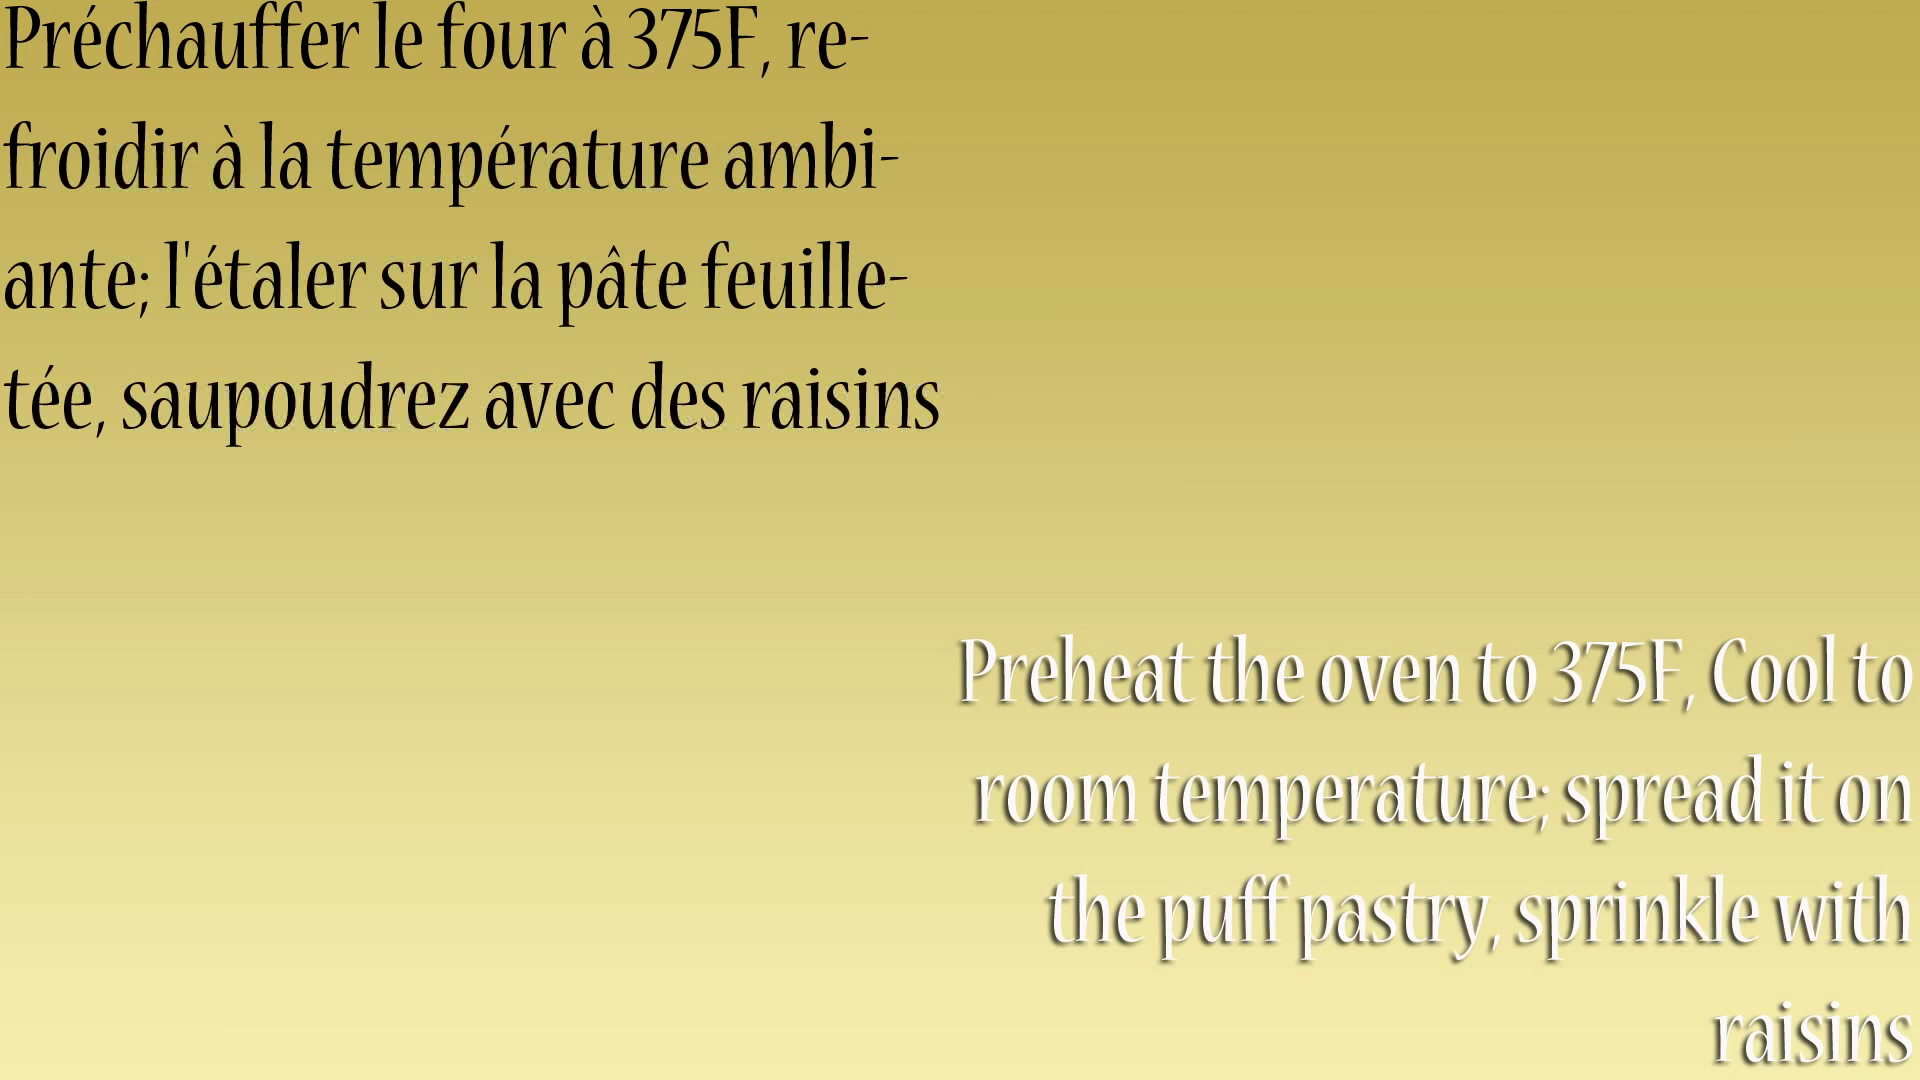 Préchauffer le four à 375F, re-
froidir à la température ambi-
ante; l'étaler sur la pâte feuille-
tée, saupoudrez avec des raisins
Preheat the oven to 375F, Cool to
room temperature; spread it on
the puff pastry, sprinkle with
raisins